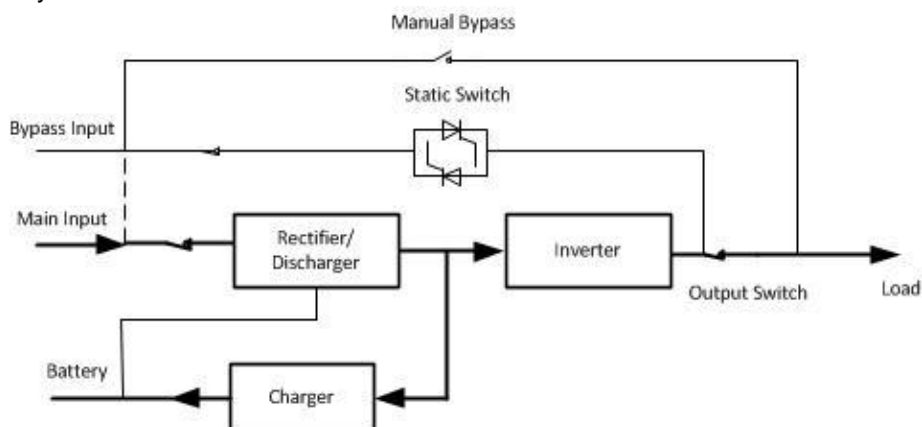 Manual Bypass
Static Switch
Bypass Input
Main Input
Rectifier/
Discharger
Inverter
Output Switch
Load
Battery
Charger